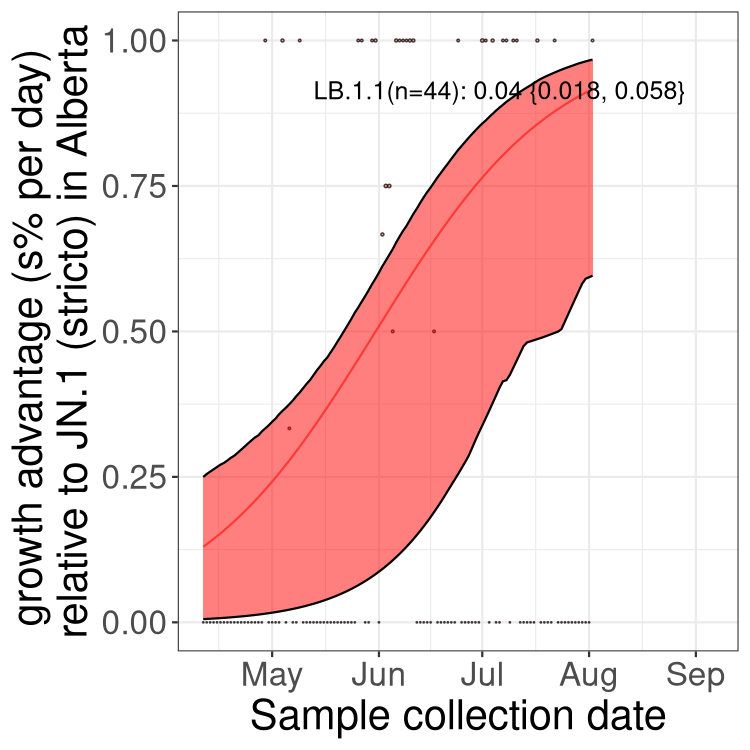 growth advantage (s% per day)
relative to JN.1 (stricto) in Alberta
1.00
0.75
0.50
0.25
0.00
LB.1.1(n=44): 0.04 {0.018, 0.058}
May Jun Jul Aug Sep
Sample collection date